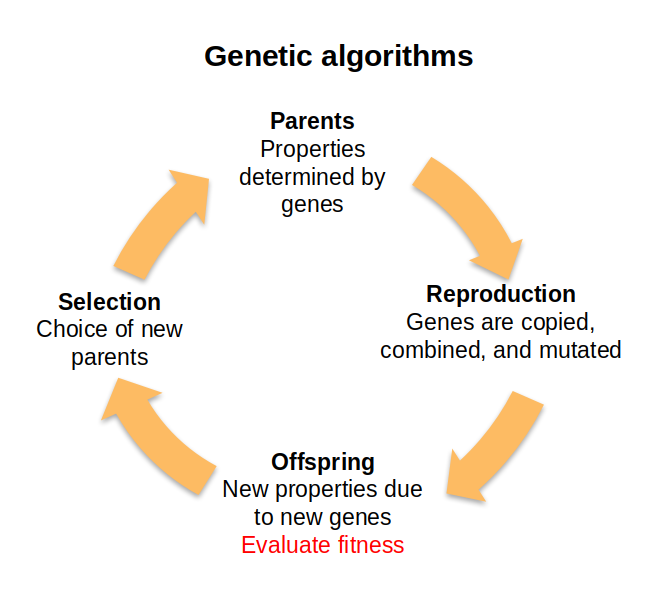 Genetic algorithms
Parents
Properties
determined by
genes
Reproduction
Genes are copied,
combined, and mutated
Offspring
New properties due
to new genes
Evaluate fitness
Selection
Choice of new
parents